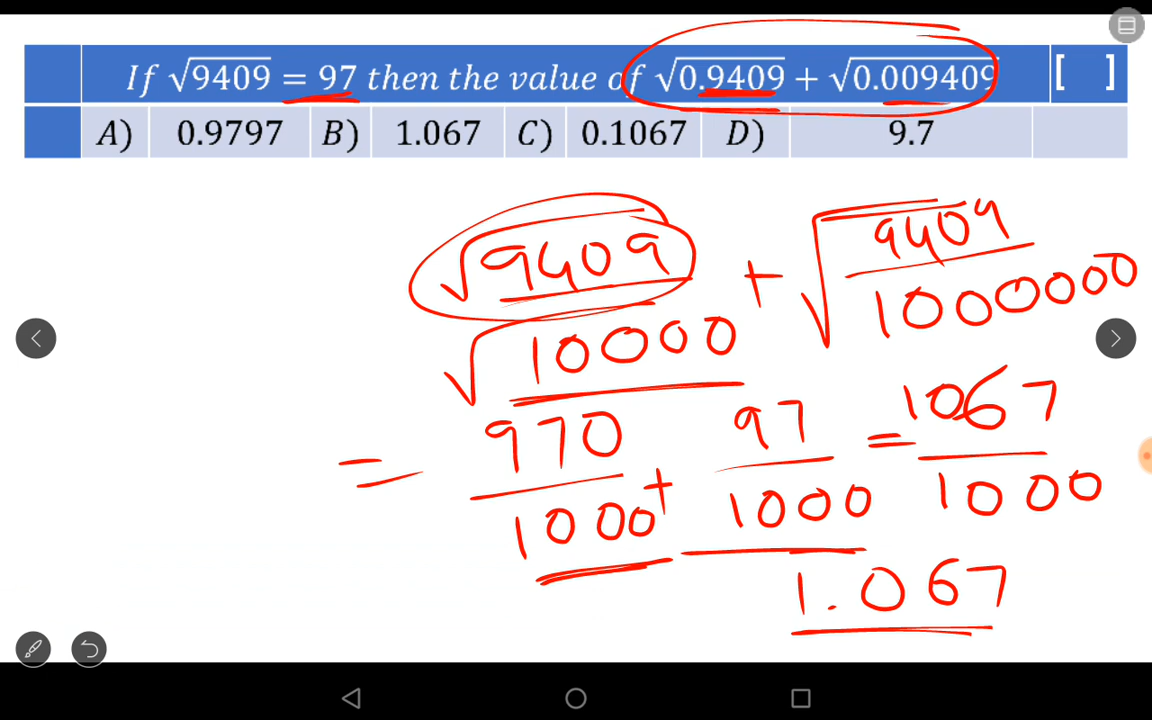 If √9409 = 97 then the value of √0.9409 + √0.009409 [ ]
A) 0.9797 B) 1.067 C) 0.1067 D) 9.7
√9409 / √10000 + √(9409 / 1000000)
= 970/1000 + 97/1000 = 1067/1000
1.067